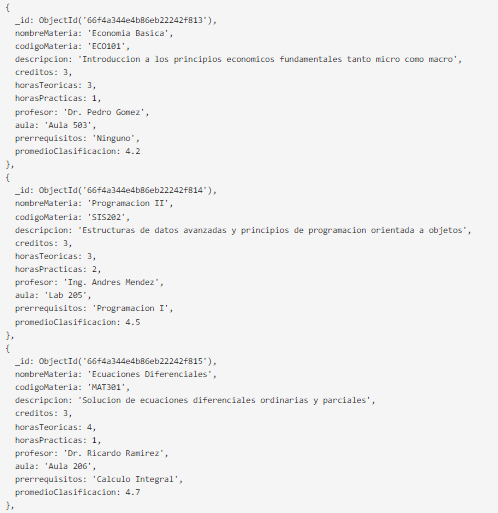 {
_id: ObjectId('66f4a344e4b86eb22242f813'),
nombreMateria: 'Economia Basica',
codigoMateria: 'ECO101',
descripcion: 'Introduccion a los principios economicos fundamentales tanto micro como macro',
creditos: 3,
horasTeoricas: 3,
horasPracticas: 1,
profesor: 'Dr. Pedro Gomez',
aula: 'Aula 503',
prerrequisitos: 'Ninguno',
promedioClasificacion: 4.2
},
{
_id: ObjectId('66f4a344e4b86eb22242f814'),
nombreMateria: 'Programacion II',
codigoMateria: 'SIS202',
descripcion: 'Estructuras de datos avanzadas y principios de programacion orientada a objetos',
creditos: 3,
horasTeoricas: 3,
horasPracticas: 2,
profesor: 'Ing. Andres Mendez',
aula: 'Lab 205',
prerrequisitos: 'Programacion I',
promedioClasificacion: 4.5
},
{
_id: ObjectId('66f4a344e4b86eb22242f815'),
nombreMateria: 'Ecuaciones Diferenciales',
codigoMateria: 'MAT301',
descripcion: 'Solucion de ecuaciones diferenciales ordinarias y parciales',
creditos: 3,
horasTeoricas: 4,
horasPracticas: 1,
profesor: 'Dr. Ricardo Ramirez',
aula: 'Aula 206',
prerrequisitos: 'Calculo Integral',
promedioClasificacion: 4.7
},